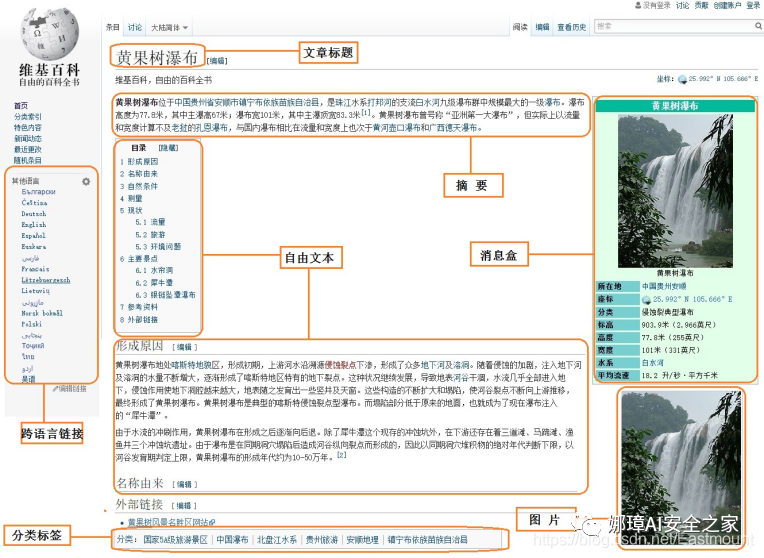 没有登录 讨论 贡献 创建账户 登录
条目 讨论 大陆简体
阅读 编辑 查看历史
搜索
维基百科
自由的百科全书
首页
分类索引
特色内容
新闻动态
最近更改
随机条目
其他语言
Български
Čeština
Deutsch
English
Español
Euskara
فارسی
Français
Lëtzebuergesch
Lietuvių
مازِرونی
Norsk bokmål
Polski
پنجابی
Тоҷикӣ
ไทย
اردو
吴语
编辑链接
跨语言链接
分类标签
黄果树瀑布 [编辑]
文章标题
维基百科,自由的百科全书
坐标: 25.992° N 105.666° E
黄果树瀑布位于中国贵州省安顺市镇宁布依族苗族自治县,是珠江水系打邦河的支流白水河九级瀑布群中规模最大的一级瀑布。瀑布
高度为77.8米,其中主瀑高67米;瀑布宽101米,其中主瀑顶宽83.3米[1]。黄果树瀑布曾号称“亚洲第一大瀑布”,但实际上以流量
和宽度计算不及老挝的孔恩瀑布,与国内瀑布相比在流量和宽度上也次于黄河壶口瀑布和广西德天瀑布。
摘 要
目录 [隐藏]
1 形成原因
2 名称由来
3 自然条件
4 测量
5 现状
5.1 流量
5.2 旅游
5.3 环境问题
6 主要景点
6.1 水帘洞
6.2 犀牛潭
6.3 银链坠潭瀑布
7 参考资料
8 外部链接
自由文本
消息盒
黄果树瀑布
黄果树瀑布
所在地 中国贵州安顺
座标 25.992° N 105.666° E
分类 侵蚀裂典型瀑布
标高 903.9米(2,966英尺)
高度 77.8米(255英尺)
宽度 101米(331英尺)
水系 白水河
平均流速 18.2 升/秒·平方千米
形成原因 [编辑]
黄果树瀑布地处喀斯特地貌区,形成初期,上游河水沿溯源侵蚀裂点下渗,形成了众多地下河及溶洞。随着侵蚀的加剧,注入地下河
及溶洞的水量不断增大,逐渐形成了喀斯特地区特有的地下裂点。这种状况继续发展,导致地表河谷干涸,水流几乎全部进入地
下,侵蚀作用使地下洞腔越来越大,地表随之发育出一些竖井及天窗。这些构造的不断扩大和塌陷,使河谷裂点不断向上游推移,
最终形成了黄果树瀑布。黄果树瀑布是典型的喀斯特侵蚀裂点型瀑布。而塌陷部分低于原来的地面,也就成为了现在瀑布注入
的“犀牛潭”。
由于水流的冲刷作用,黄果树瀑布在形成之后逐渐向后退。除了犀牛潭这个现存的冲蚀坑外,在下游还存在着三道滩、马蹄滩、渔
鱼井三个冲蚀坑遗址。由于瀑布是在同期洞穴塌陷后造成河谷纵向裂点而形成的,因此以同期洞穴堆积物的绝对年代判断下限,以
河谷发育期判定上限,黄果树瀑布的形成年代约为10-50万年。[2]
名称由来 [编辑]
外部链接 [编辑]
黄果树风景名胜区网站
分类: 国家5A级旅游景区 | 中国瀑布 | 北盘江水系 | 贵州旅游 | 安顺地理 | 镇宁布依族苗族自治县
图 片
娜璋AI安全之家
https://blog.csdn.net/Eastmount